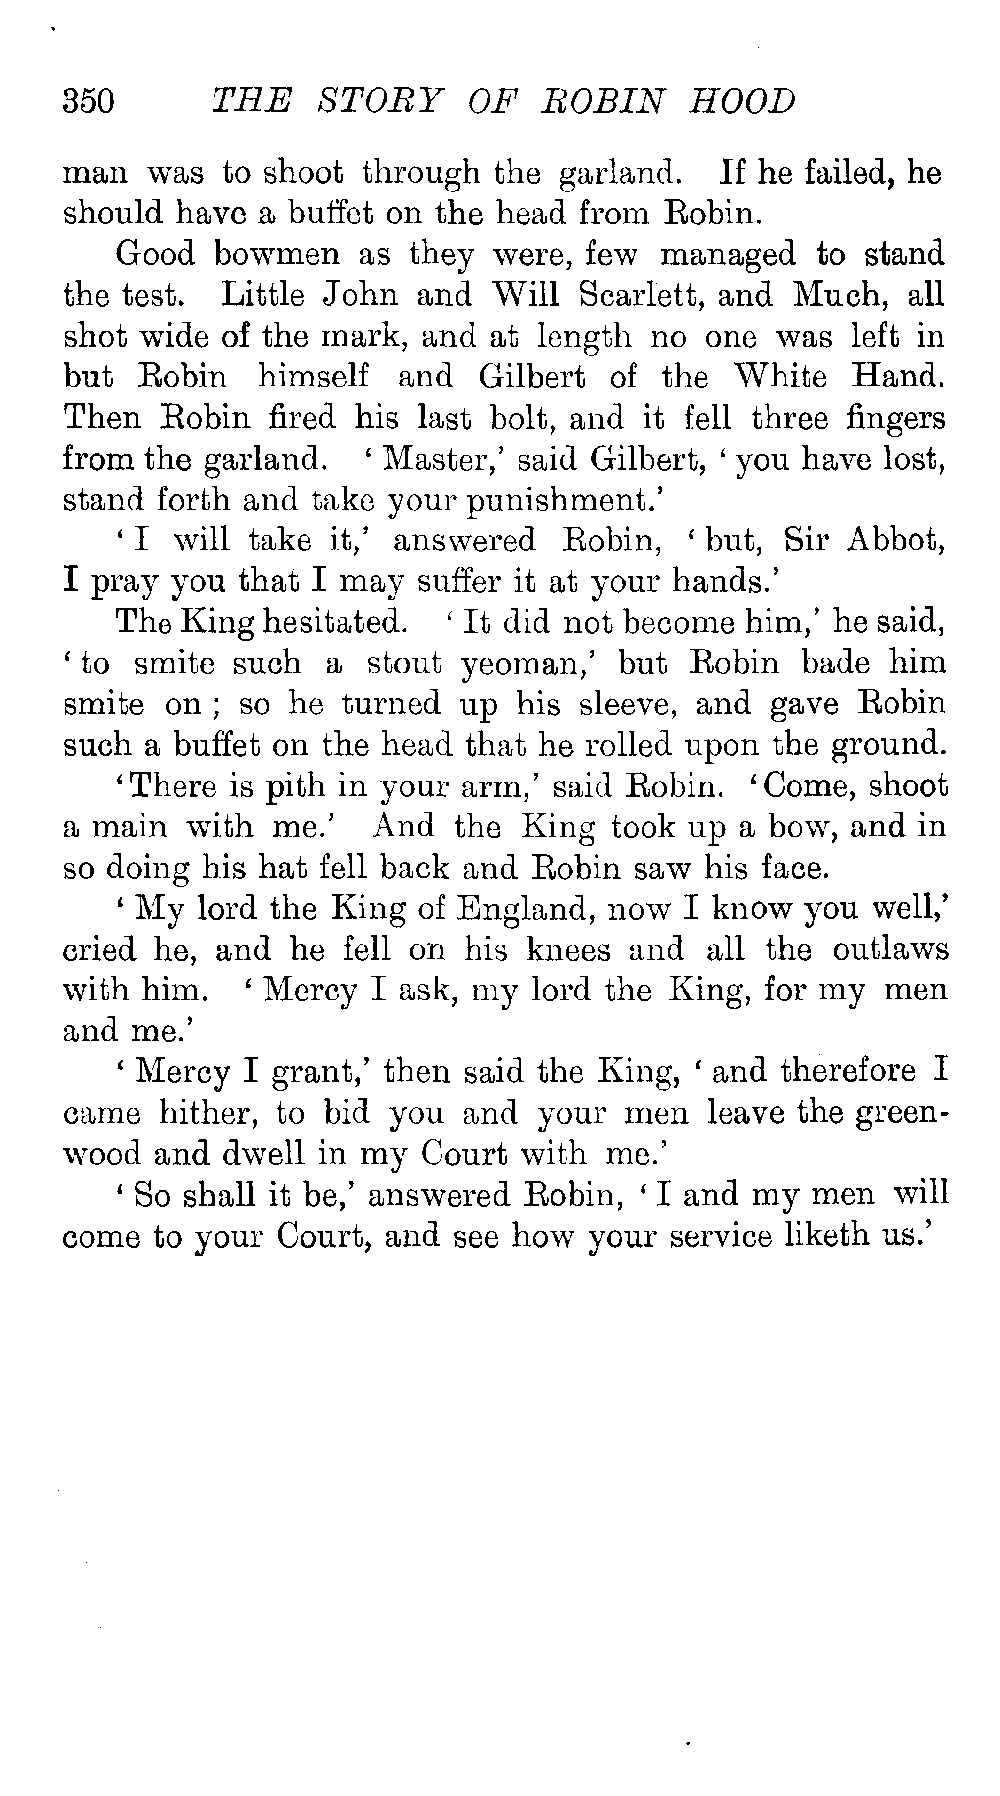 350 THE STORY OF ROBIN HOOD
man was to shoot through the garland. If he failed, he
should have a buffet on the head from Robin.
Good bowmen as they were, few managed to stand
the test. Little John and Will Scarlett, and Much, all
shot wide of the mark, and at length no one was left in
but Robin himself and Gilbert of the White Hand.
Then Robin fired his last bolt, and it fell three fingers
from the garland. ‘ Master,’ said Gilbert, ‘ you have lost,
stand forth and take your punishment.’
‘ I will take it,’ answered Robin, ‘ but, Sir Abbot,
I pray you that I may suffer it at your hands.’
The King hesitated. ‘ It did not become him,’ he said,
‘ to smite such a stout yeoman,’ but Robin bade him
smite on ; so he turned up his sleeve, and gave Robin
such a buffet on the head that he rolled upon the ground.
‘There is pith in your arm,’ said Robin. ‘Come, shoot
a main with me.’ And the King took up a bow, and in
so doing his hat fell back and Robin saw his face.
‘ My lord the King of England, now I know you well,’
cried he, and he fell on his knees and all the outlaws
with him. ‘ Mercy I ask, my lord the King, for my men
and me.’
‘ Mercy I grant,’ then said the King, ‘ and therefore I
came hither, to bid you and your men leave the green-
wood and dwell in my Court with me.’
‘ So shall it be,’ answered Robin, ‘ I and my men will
come to your Court, and see how your service liketh us.’